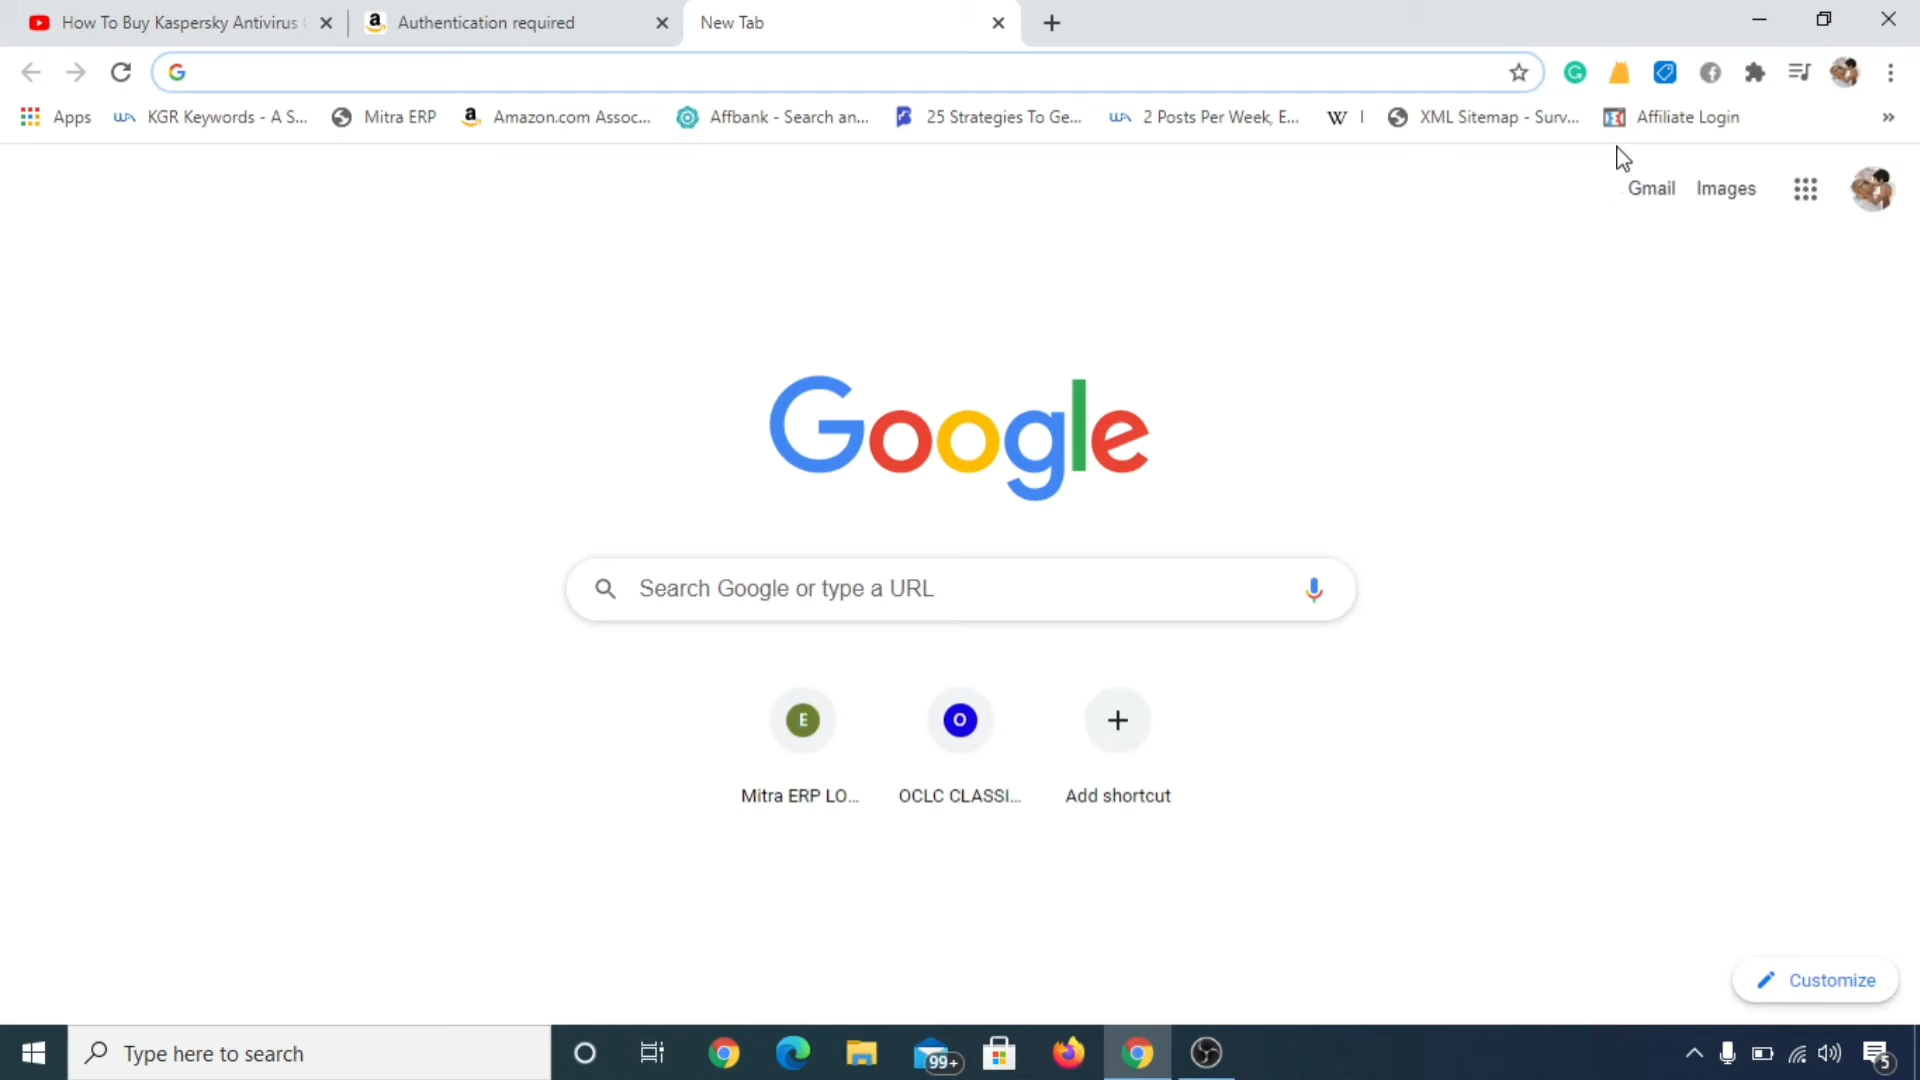 How To Buy Kaspersky Antivirus
Authentication required
New Tab
Apps
KGR Keywords - A S...
Mitra ERP
Amazon.com Assoc...
Affbank - Search an...
25 Strategies To Ge...
2 Posts Per Week, E...
W I
XML Sitemap - Surv...
Affiliate Login
Gmail
Images
Google
Search Google or type a URL
E
O
Mitra ERP LO...
OCLC CLASSI...
Add shortcut
Customize
Type here to search
99+
5